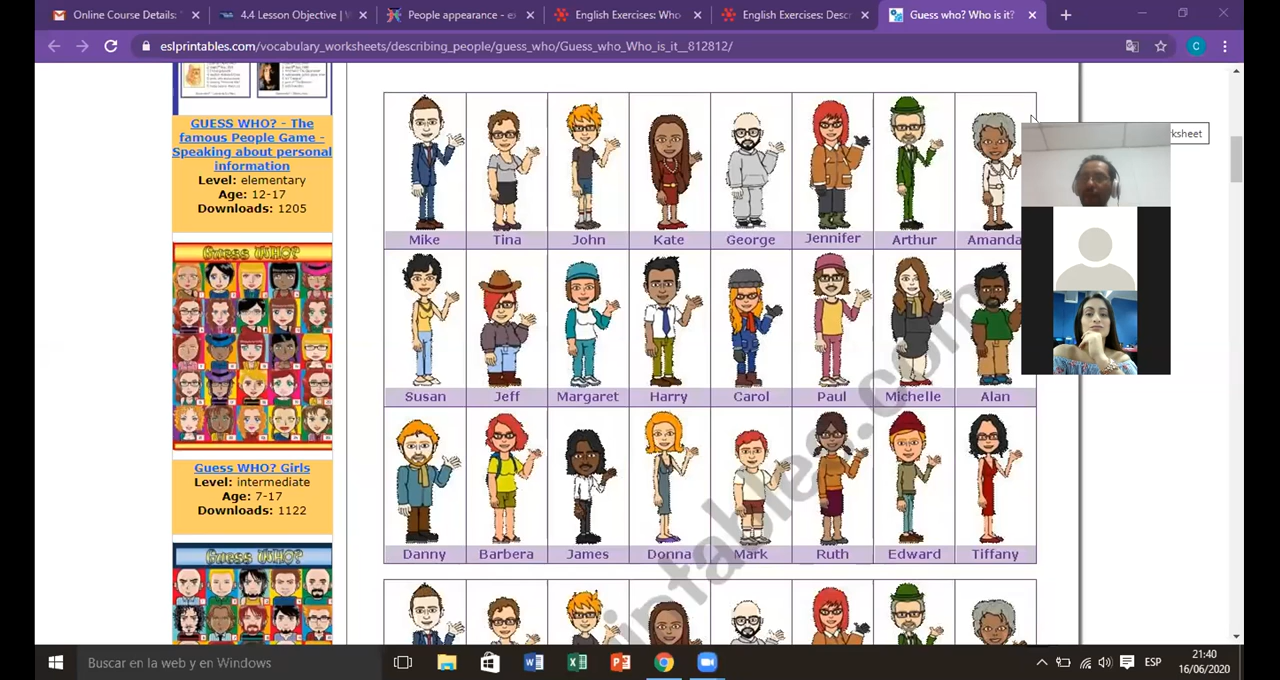 Online Course Details:
4.4 Lesson Objective |
People appearance - e
English Exercises: Who
English Exercises: Desc
Guess who? Who is it?
eslprintables.com/vocabulary_worksheets/describing_people/guess_who/Guess_who_Who_is_it__812812/
C
GUESS WHO? - The
famous People Game -
Speaking about personal
information
Level: elementary
Age: 12-17
Downloads: 1205
Guess WHO?
Guess WHO? Girls
Level: intermediate
Age: 7-17
Downloads: 1122
Guess WHO?
Mike Tina John Kate George Jennifer Arthur Amanda
Susan Jeff Margaret Harry Carol Paul Michelle Alan
Danny Barbera James Donna Mark Ruth Edward Tiffany
ksheet
Buscar en la web y en Windows
ESP
21:40
16/06/2020